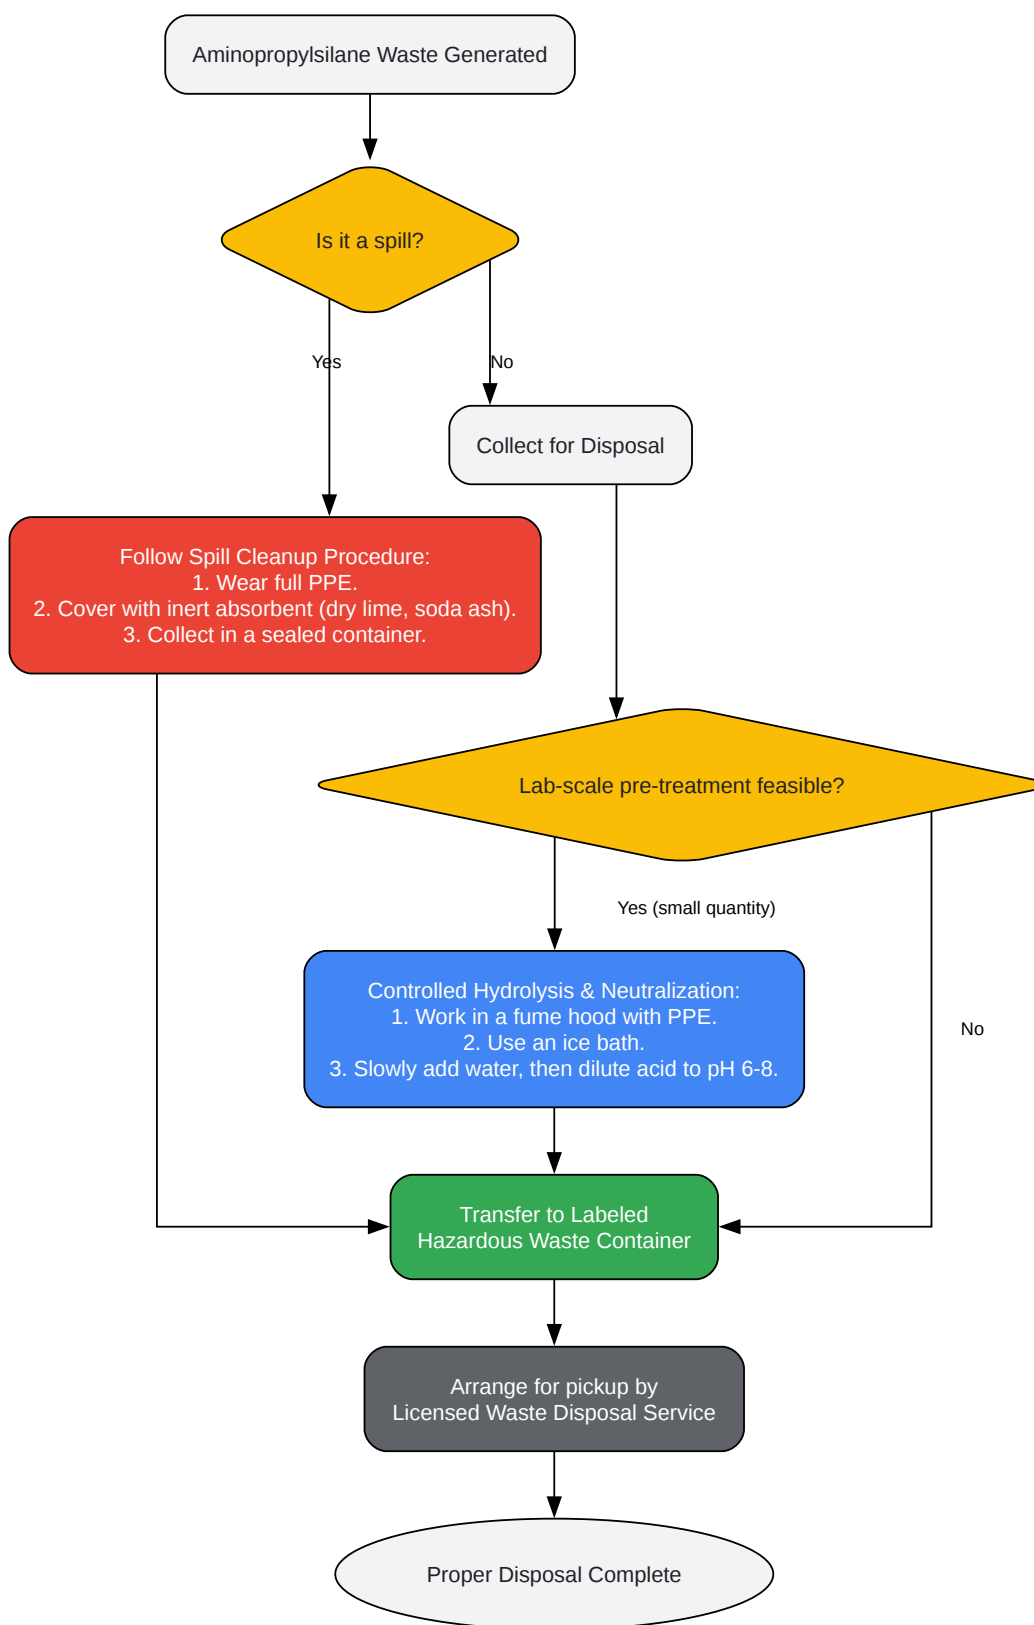 Aminopropylsilane Waste Generated
Is it a spill?
Yes
No
Collect for Disposal
Follow Spill Cleanup Procedure:
1. Wear full PPE.
2. Cover with inert absorbent (dry lime, soda ash).
3. Collect in a sealed container.
Lab-scale pre-treatment feasible?
Yes (small quantity)
Controlled Hydrolysis & Neutralization:
1. Work in a fume hood with PPE.
2. Use an ice bath.
3. Slowly add water, then dilute acid to pH 6-8.
No
Transfer to Labeled
Hazardous Waste Container
Arrange for pickup by
Licensed Waste Disposal Service
Proper Disposal Complete